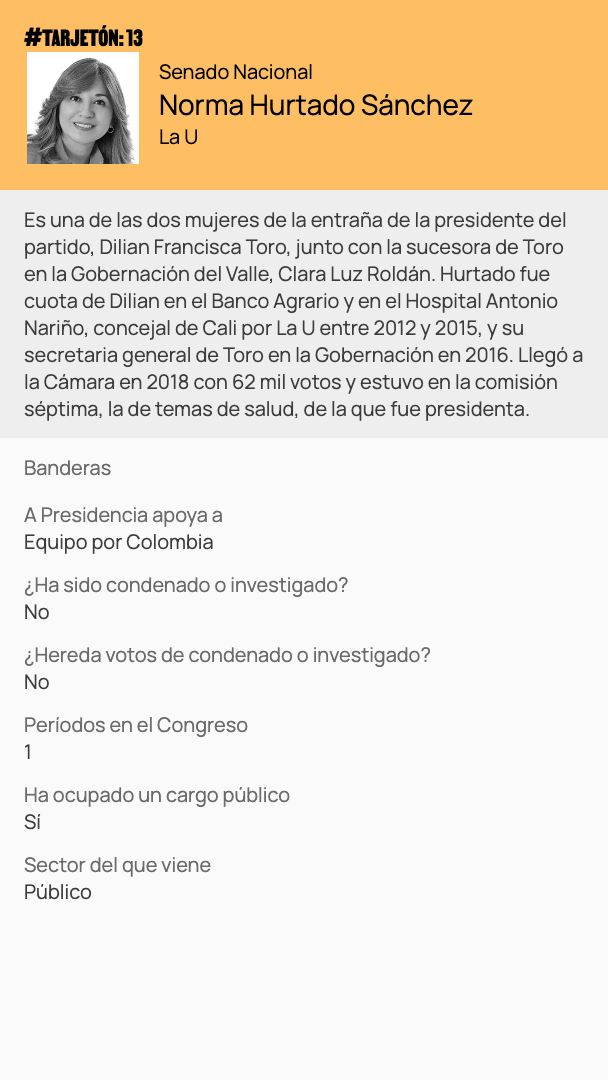 #TARJETÓN: 13
Senado Nacional
Norma Hurtado Sánchez
La U
Es una de las dos mujeres de la entraña de la presidente del
partido, Dilian Francisca Toro, junto con la sucesora de Toro
en la Gobernación del Valle, Clara Luz Roldán. Hurtado fue
cuota de Dilian en el Banco Agrario y en el Hospital Antonio
Nariño, concejal de Cali por La U entre 2012 y 2015, y su
secretaria general de Toro en la Gobernación en 2016. Llegó a
la Cámara en 2018 con 62 mil votos y estuvo en la comisión
séptima, la de temas de salud, de la que fue presidenta.
Banderas
A Presidencia apoya a
Equipo por Colombia
¿Ha sido condenado o investigado?
No
¿Hereda votos de condenado o investigado?
No
Períodos en el Congreso
1
Ha ocupado un cargo público
Sí
Sector del que viene
Público